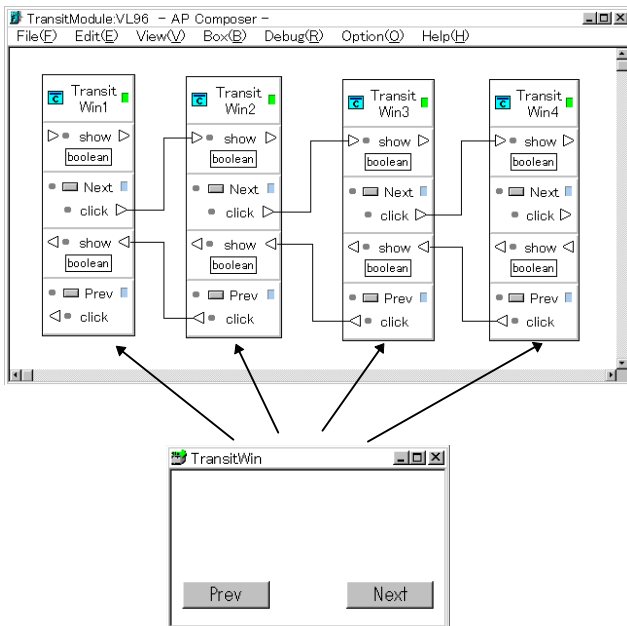 TransitModule:VL96 - AP Composer -
File(F) Edit(E) View(V) Box(B) Debug(R) Option(O) Help(H)
Transit
Win1
show
boolean
Next
click
show
boolean
Prev
click
Transit
Win2
show
boolean
Next
click
show
boolean
Prev
click
Transit
Win3
show
boolean
Next
click
show
boolean
Prev
click
Transit
Win4
show
boolean
Next
click
show
boolean
Prev
click
TransitWin
Prev
Next